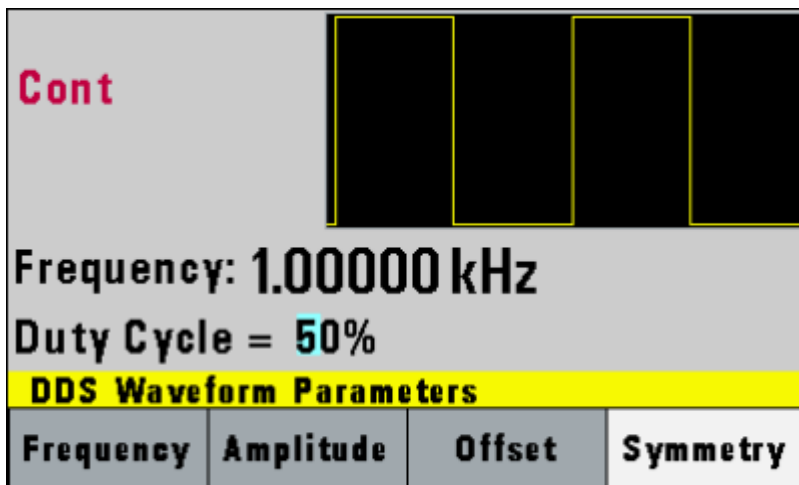 Cont
Frequency: 1.00000 kHz
Duty Cycle = 50%
DDS Waveform Parameters
Frequency Amplitude Offset Symmetry